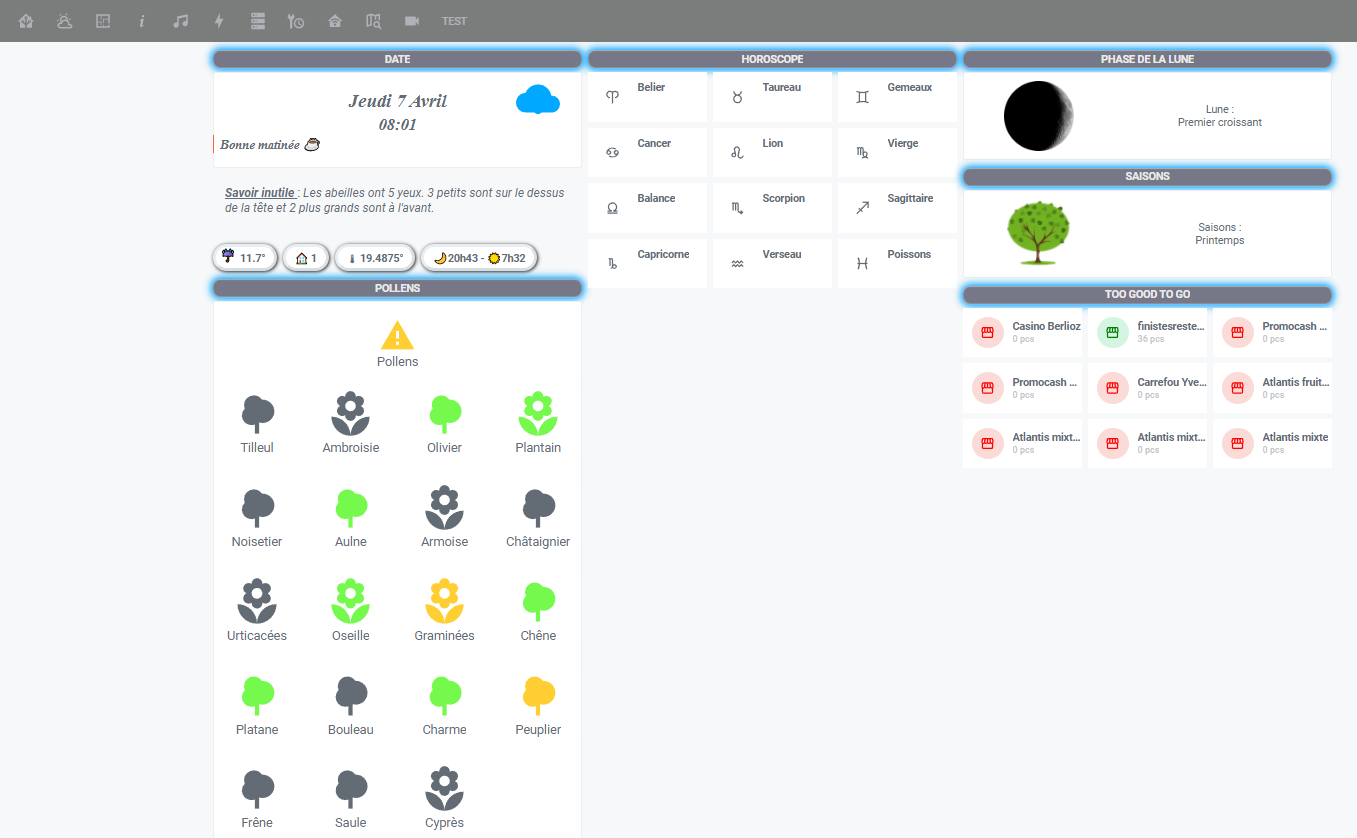 i
TEST
DATE
Jeudi 7 Avril
08:01
Bonne matinée
Savoir inutile : Les abeilles ont 5 yeux. 3 petits sont sur le dessus
de la tête et 2 plus grands sont à l'avant.
11.7°
1
19.4875°
20h43 - 7h32
POLLENS
Pollens
Tilleul
Ambroisie
Olivier
Plantain
Noisetier
Aulne
Armoise
Châtaignier
Urticacées
Oseille
Graminées
Chêne
Platane
Bouleau
Charme
Peuplier
Frêne
Saule
Cyprès
HOROSCOPE
Belier
Taureau
Gemeaux
Cancer
Lion
Vierge
Balance
Scorpion
Sagittaire
Capricorne
Verseau
Poissons
PHASE DE LA LUNE
Lune :
Premier croissant
SAISONS
Saisons :
Printemps
TOO GOOD TO GO
Casino Berlioz
0 pcs
finistesreste...
36 pcs
Promocash ...
0 pcs
Promocash ...
0 pcs
Carrefou Yve...
0 pcs
Atlantis fruit...
0 pcs
Atlantis mixt...
0 pcs
Atlantis mixt...
0 pcs
Atlantis mixte
0 pcs